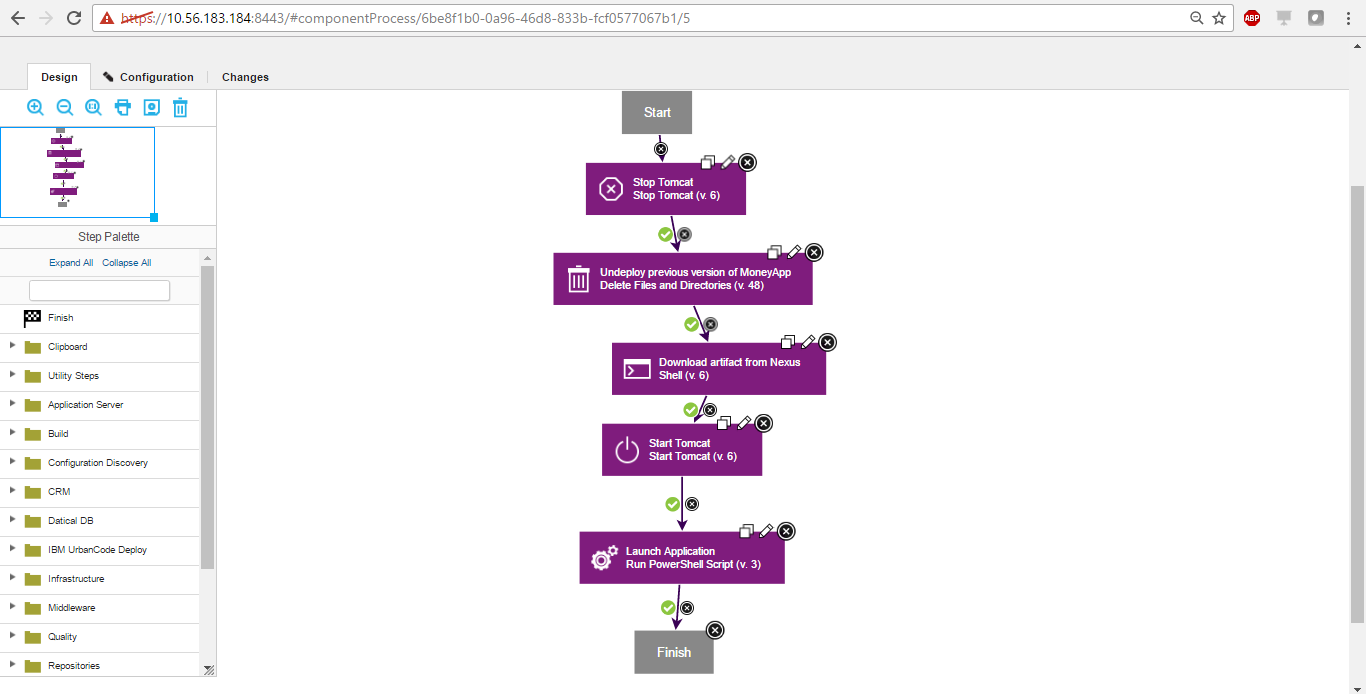 https://10.56.183.184:8443/#componentProcess/6be8f1b0-0a96-46d8-833b-fcf0577067b1/5
ABP
Design
Configuration
Changes
Step Palette
Expand All Collapse All
Finish
Clipboard
Utility Steps
Application Server
Build
Configuration Discovery
CRM
Datical DB
IBM UrbanCode Deploy
Infrastructure
Middleware
Quality
Repositories
Start
Stop Tomcat
Stop Tomcat (v. 6)
Undeploy previous version of MoneyApp
Delete Files and Directories (v. 48)
Download artifact from Nexus
Shell (v. 6)
Start Tomcat
Start Tomcat (v. 6)
Launch Application
Run PowerShell Script (v. 3)
Finish